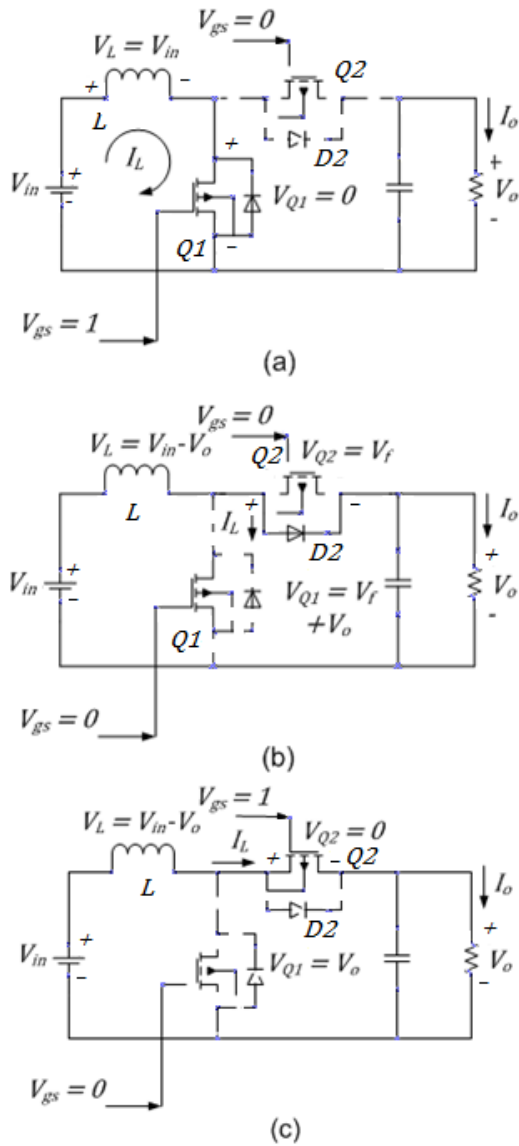 V_gs = 0
V_L = V_in
Q2
+ −
L
D2
I_o
I_L
+
V_in
+
-
V_Q1 = 0
+
V_o
-
Q1
−
V_gs = 1
(a)
V_gs = 0
V_L = V_in-V_o
Q2
V_Q2 = V_f
+ −
L
I_L
D2
I_o
V_in
+
-
V_Q1 = V_f
+V_o
+
V_o
-
Q1
V_gs = 0
(b)
V_gs = 1
V_L = V_in-V_o
V_Q2 = 0
I_L
+ −
Q2
L
D2
I_o
V_in
+
−
V_Q1 = V_o
+
V_o
−
V_gs = 0
(c)